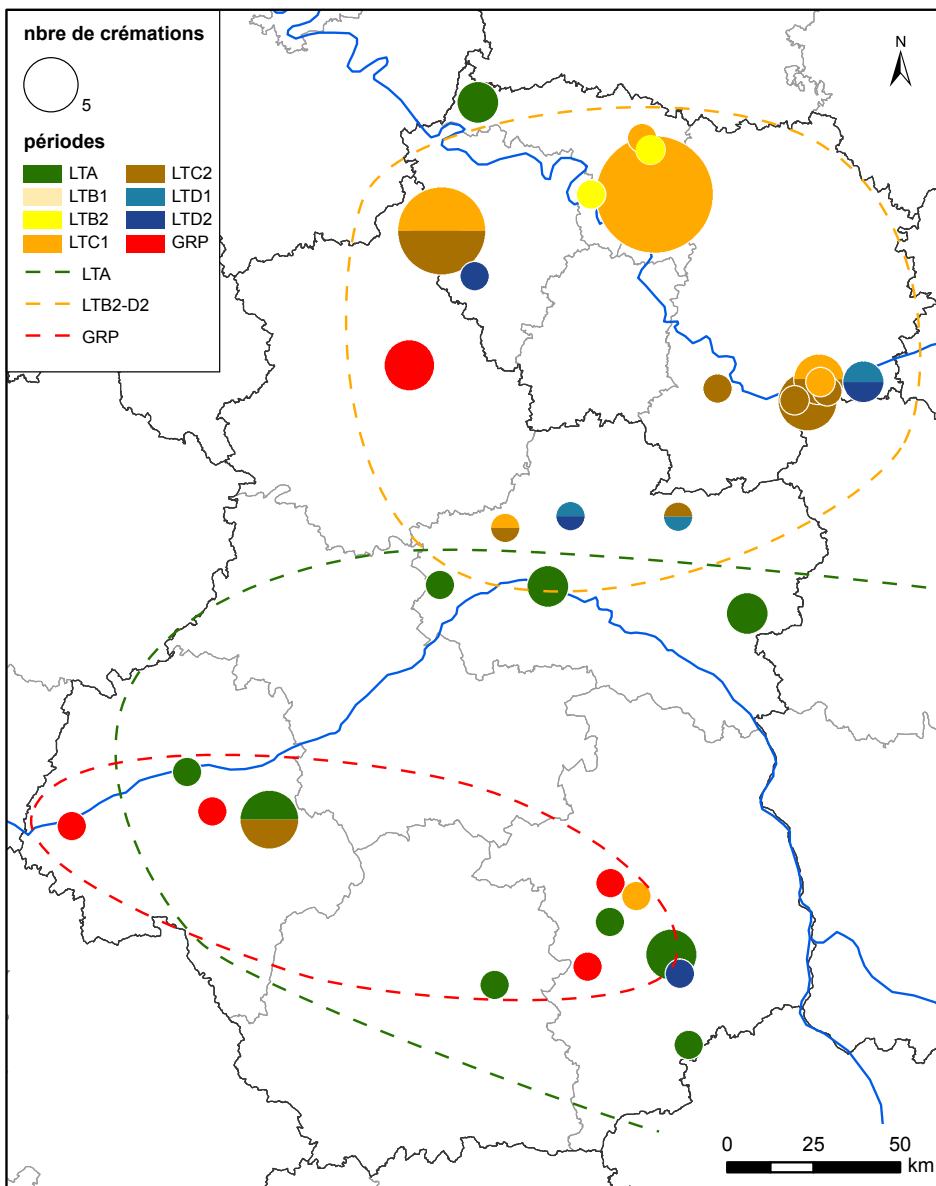 nbre de crémations
5
périodes
LTA LTC2
LTB1 LTD1
LTB2 LTD2
LTC1 GRP
LTA
LTB2-D2
GRP
N
0 25 50
km